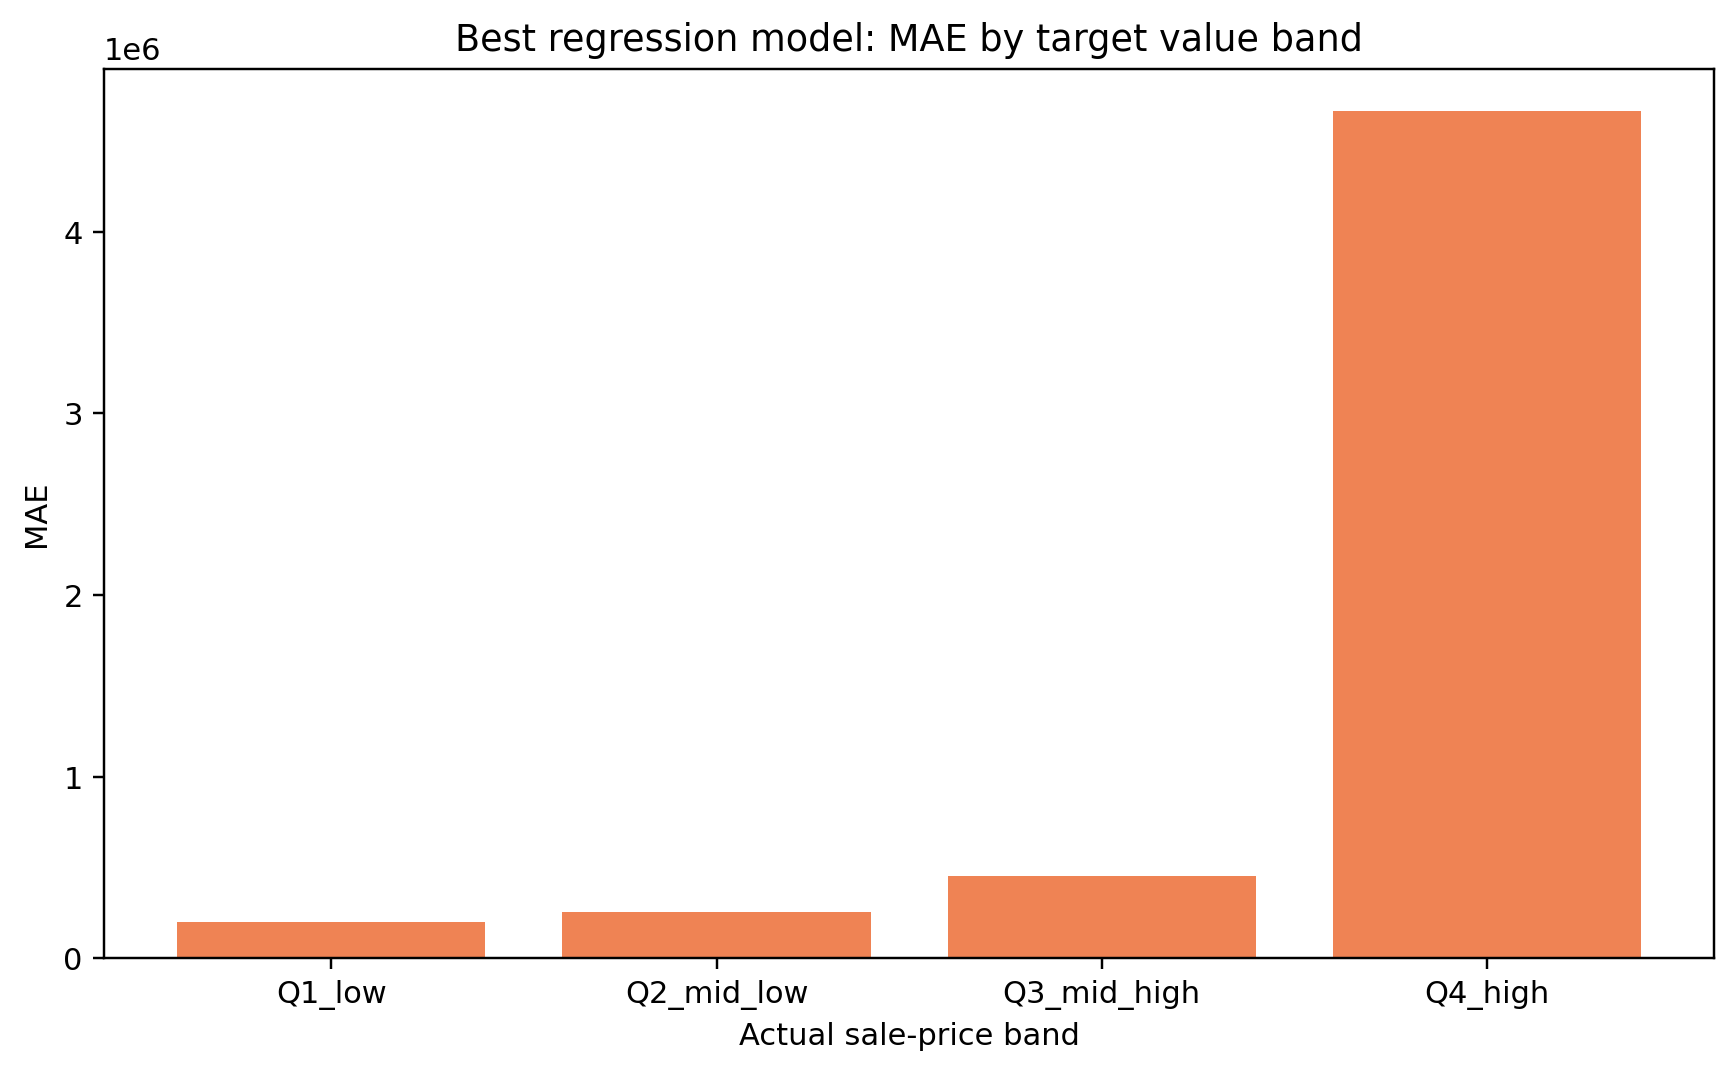 Best regression model: MAE by target value band
1e6
4
3
2
1
0
MAE
Q1_low
Q2_mid_low
Q3_mid_high
Q4_high
Actual sale-price band